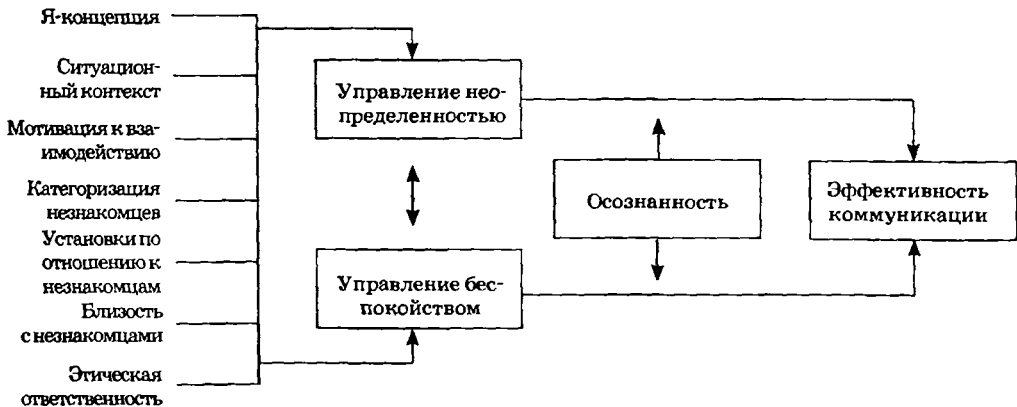 Я-концепция
Ситуацион-
ный контекст
Мотивация к вза-
имодействию
Категоризация
незнакомцев
Установки по
отношению к
незнакомцам
Близость
с незнакомцами
Этическая
ответственность
Управление нео-
пределенностью
Управление бес-
покойством
Осознанность
Эффективность
коммуникации